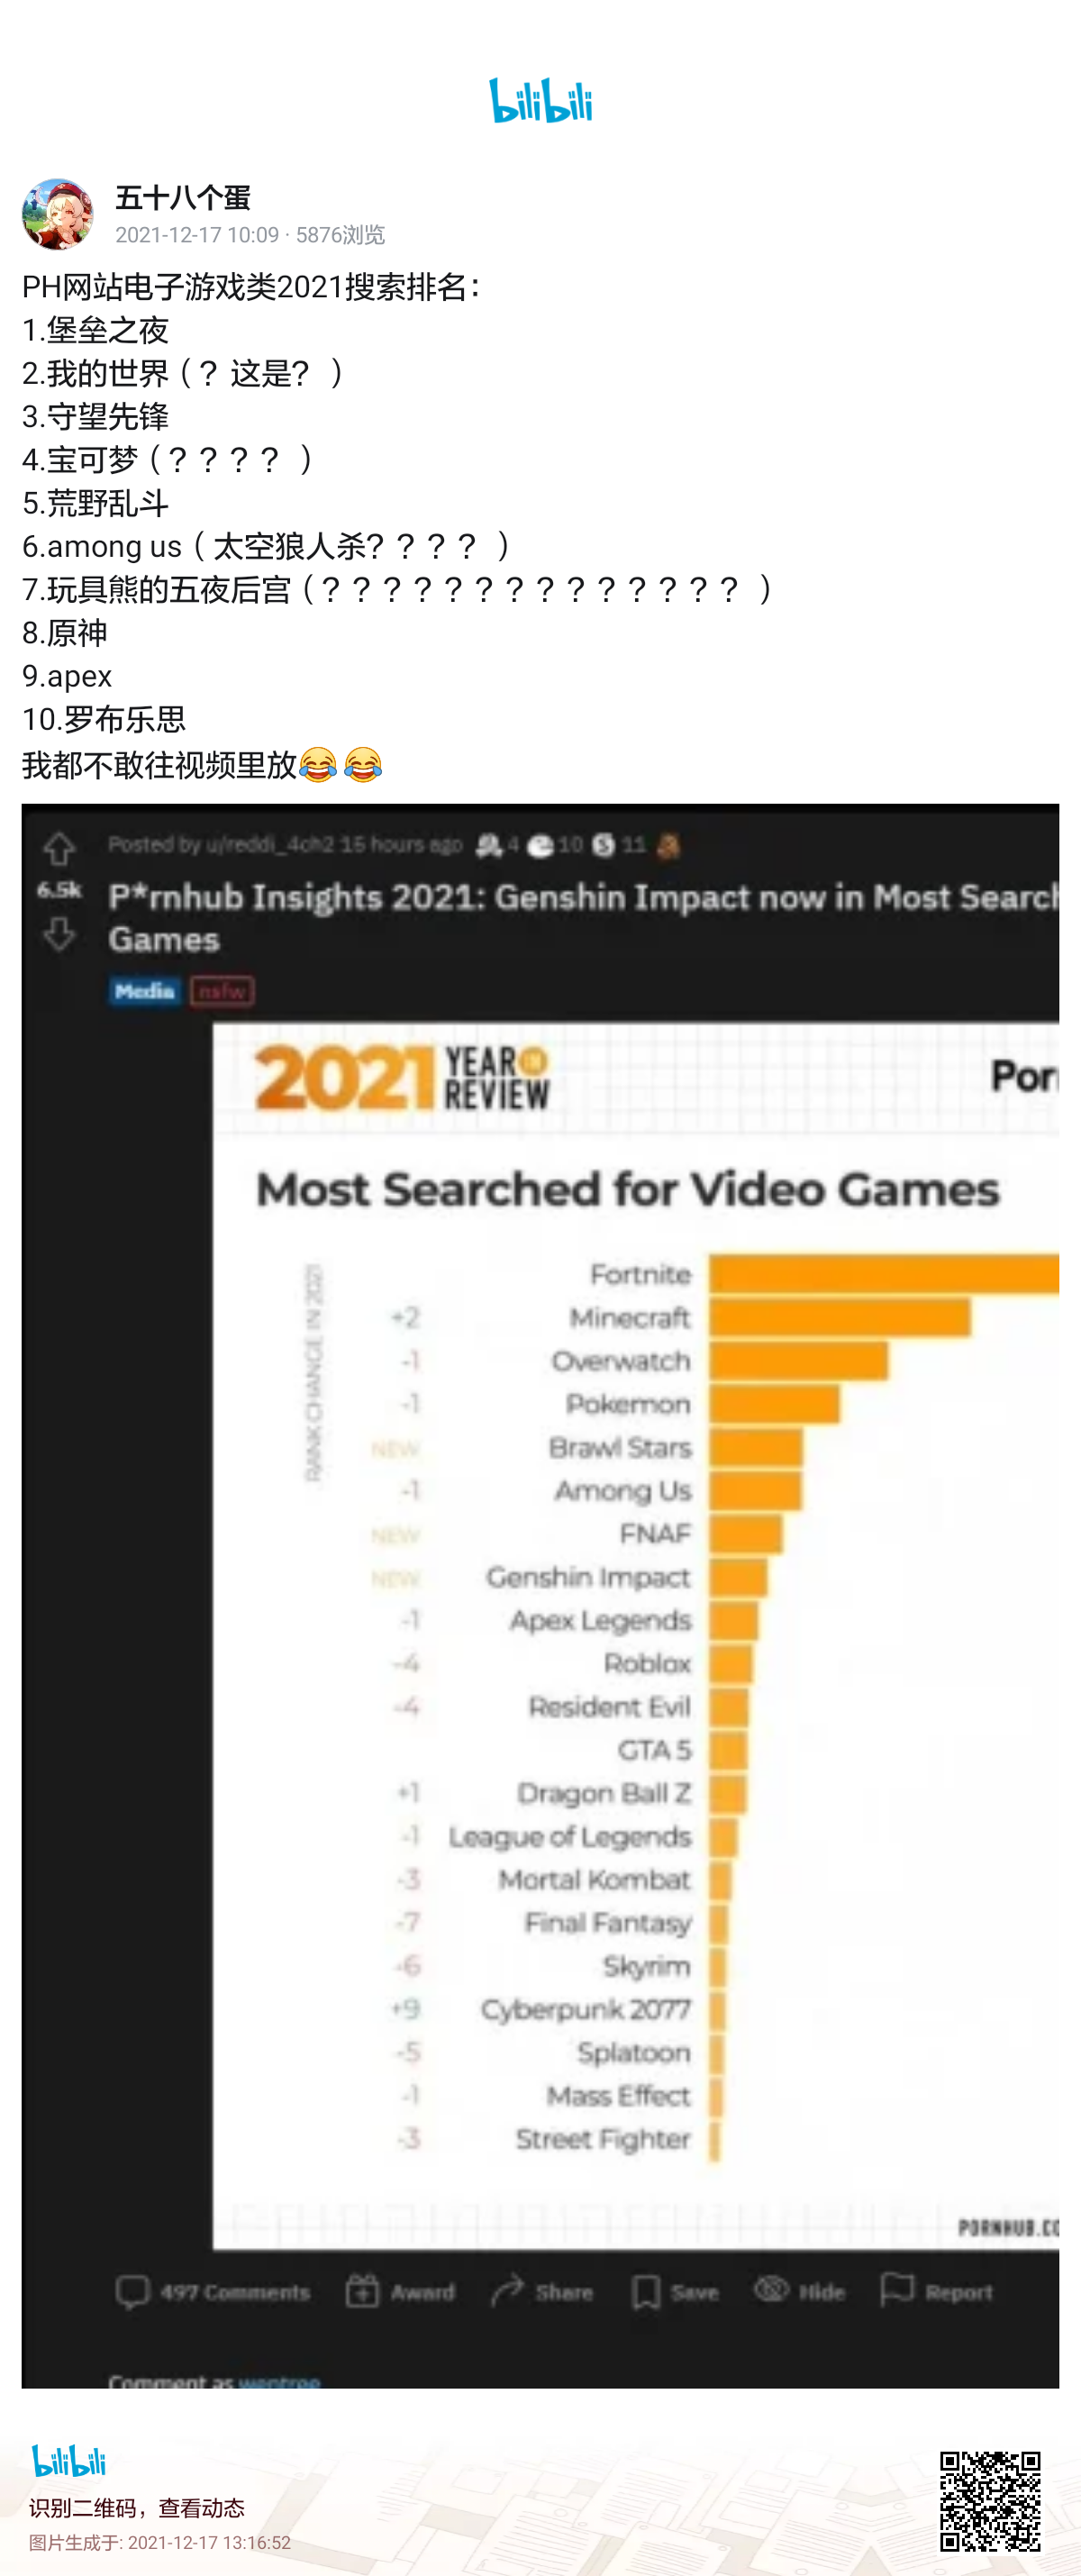 bilibili
五十八个蛋
2021-12-17 10:09 · 5876浏览
PH网站电子游戏类2021搜索排名：
1.堡垒之夜
2.我的世界（？这是？）
3.守望先锋
4.宝可梦（？？？？）
5.荒野乱斗
6.among us（太空狼人杀？？？？）
7.玩具熊的五夜后宫（？？？？？？？？？？？？？？）
8.原神
9.apex
10.罗布乐思
我都不敢往视频里放😂😂
Posted by u/reddi_4ch2 15 hours ago 4 10 11
6.5k
P*rnhub Insights 2021: Genshin Impact now in Most Search
Games
Media nsfw
2021 YEAR IN REVIEW
Por
Most Searched for Video Games
RANK CHANGE IN 2021
Fortnite
+2 Minecraft
-1 Overwatch
-1 Pokemon
NEW Brawl Stars
-1 Among Us
NEW FNAF
NEW Genshin Impact
-1 Apex Legends
-4 Roblox
-4 Resident Evil
GTA 5
+1 Dragon Ball Z
-1 League of Legends
-3 Mortal Kombat
-7 Final Fantasy
-6 Skyrim
+9 Cyberpunk 2077
-5 Splatoon
-1 Mass Effect
-3 Street Fighter
PORNHUB.CO
497 Comments Award Share Save Hide Report
Comment as wentree
bilibili
识别二维码，查看动态
图片生成于: 2021-12-17 13:16:52